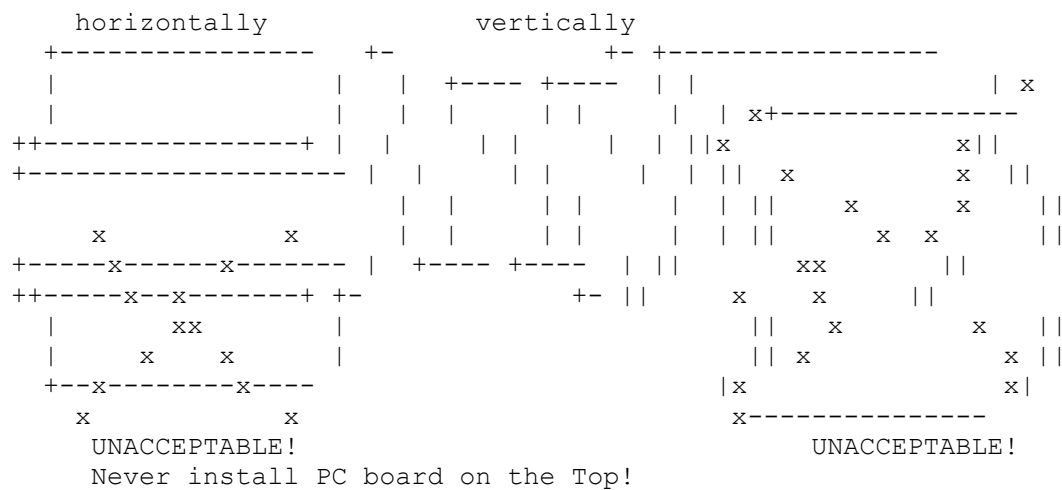 horizontally vertically
UNACCEPTABLE! UNACCEPTABLE!
Never install PC board on the Top!